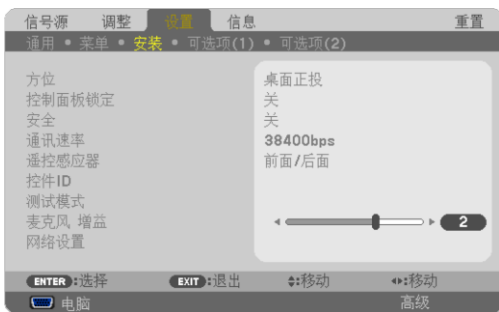 信号源 调整 设置 信息 重置
通用 • 菜单 • 安装 • 可选项(1) • 可选项(2)
方位 桌面正投
控制面板锁定 关
安全 关
通讯速率 38400bps
遥控感应器 前面/后面
控件ID
测试模式
麦克风 增益 2
网络设置
ENTER:选择 EXIT:退出 :移动 :移动
电脑 高级